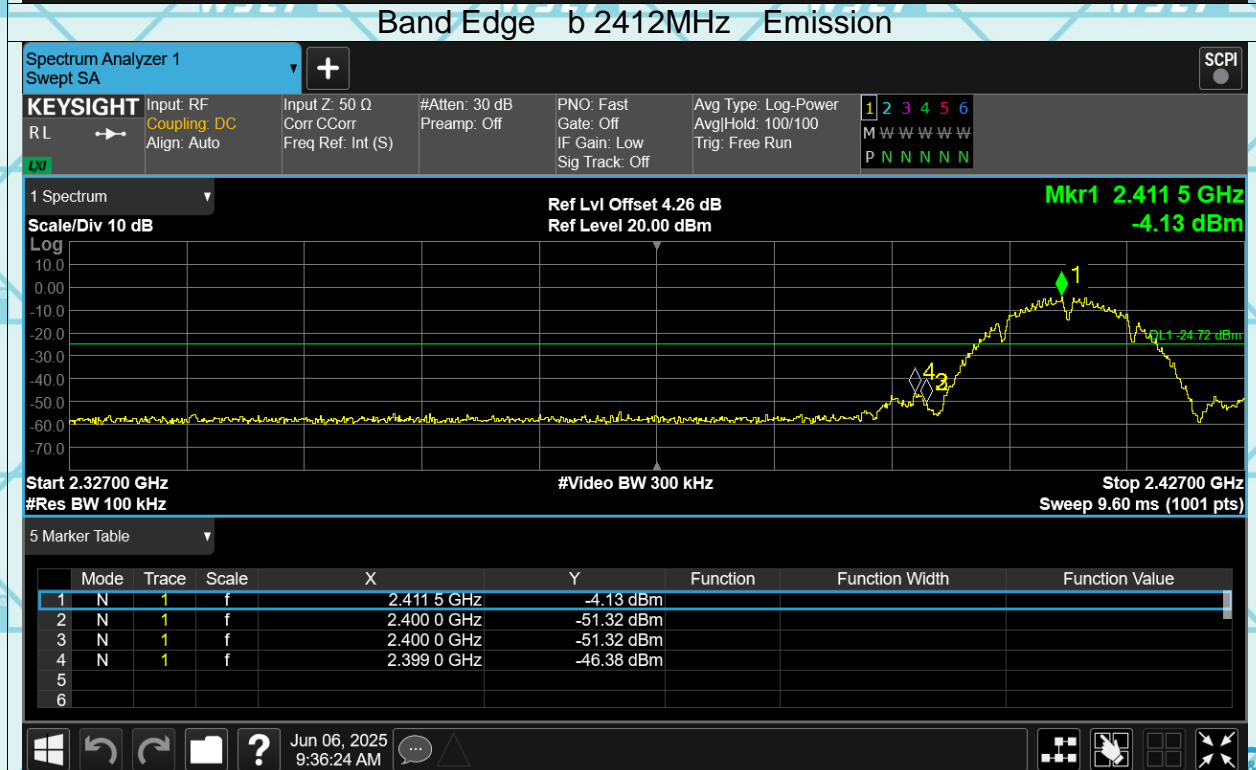 Band Edge b 2412MHz Emission
Spectrum Analyzer 1
Swept SA
SCPI
KEYSIGHT
RL
LXI
Input: RF
Coupling: DC
Align: Auto
Input Z: 50 Ω
Corr CCorr
Freq Ref: Int (S)
#Atten: 30 dB
Preamp: Off
PNO: Fast
Gate: Off
IF Gain: Low
Sig Track: Off
Avg Type: Log-Power
Avg|Hold: 100/100
Trig: Free Run
1 2 3 4 5 6
M W W W W W
P N N N N N
1 Spectrum
Scale/Div 10 dB
Ref Lvl Offset 4.26 dB
Ref Level 20.00 dBm
Mkr1 2.411 5 GHz
-4.13 dBm
Log
10.0
0.00
-10.0
-20.0
-30.0
-40.0
-50.0
-60.0
-70.0
1
DL1 -24.72 dBm
4
2
Start 2.32700 GHz
#Res BW 100 kHz
#Video BW 300 kHz
Stop 2.42700 GHz
Sweep 9.60 ms (1001 pts)
5 Marker Table
Mode Trace Scale X Y Function Function Width Function Value
1 N 1 f 2.411 5 GHz -4.13 dBm
2 N 1 f 2.400 0 GHz -51.32 dBm
3 N 1 f 2.400 0 GHz -51.32 dBm
4 N 1 f 2.399 0 GHz -46.38 dBm
5
6
?
Jun 06, 2025
9:36:24 AM